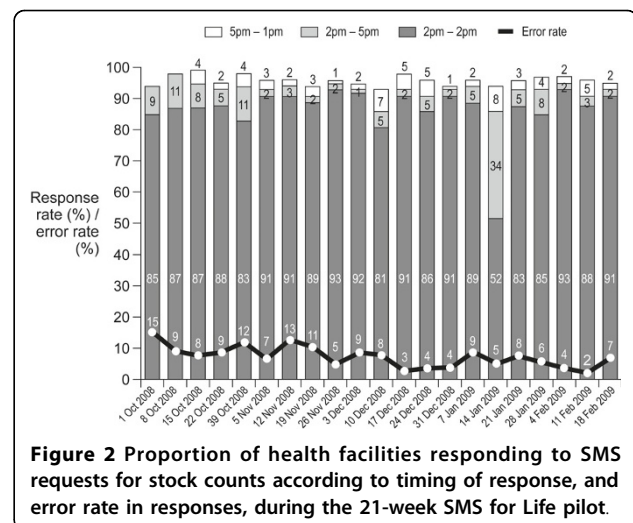 5pm – 1pm 2pm – 5pm 2pm – 2pm Error rate
Response
rate (%) /
error rate
(%)
100
90
80
70
60
50
40
30
20
10
0
4 2 4 3 2 3 1 2 7 5 5 1 2 8 3 4 2 5 2
9 11 8 5 11 2 3 2 2 1 5 2 5 2 5 34 5 8 2 3 2
85 87 87 88 83 91 91 89 93 92 81 91 86 91 89 52 83 85 93 88 91
15 9 8 9 12 7 13 11 5 9 8 3 4 4 9 5 8 6 4 2 7
1 Oct 2008
8 Oct 2008
15 Oct 2008
22 Oct 2008
39 Oct 2008
5 Nov 2008
12 Nov 2008
19 Nov 2008
26 Nov 2008
3 Dec 2008
10 Dec 2008
17 Dec 2008
24 Dec 2008
31 Dec 2008
7 Jan 2009
14 Jan 2009
21 Jan 2009
28 Jan 2009
4 Feb 2009
11 Feb 2009
18 Feb 2009
Figure 2 Proportion of health facilities responding to SMS
requests for stock counts according to timing of response, and
error rate in responses, during the 21-week SMS for Life pilot.